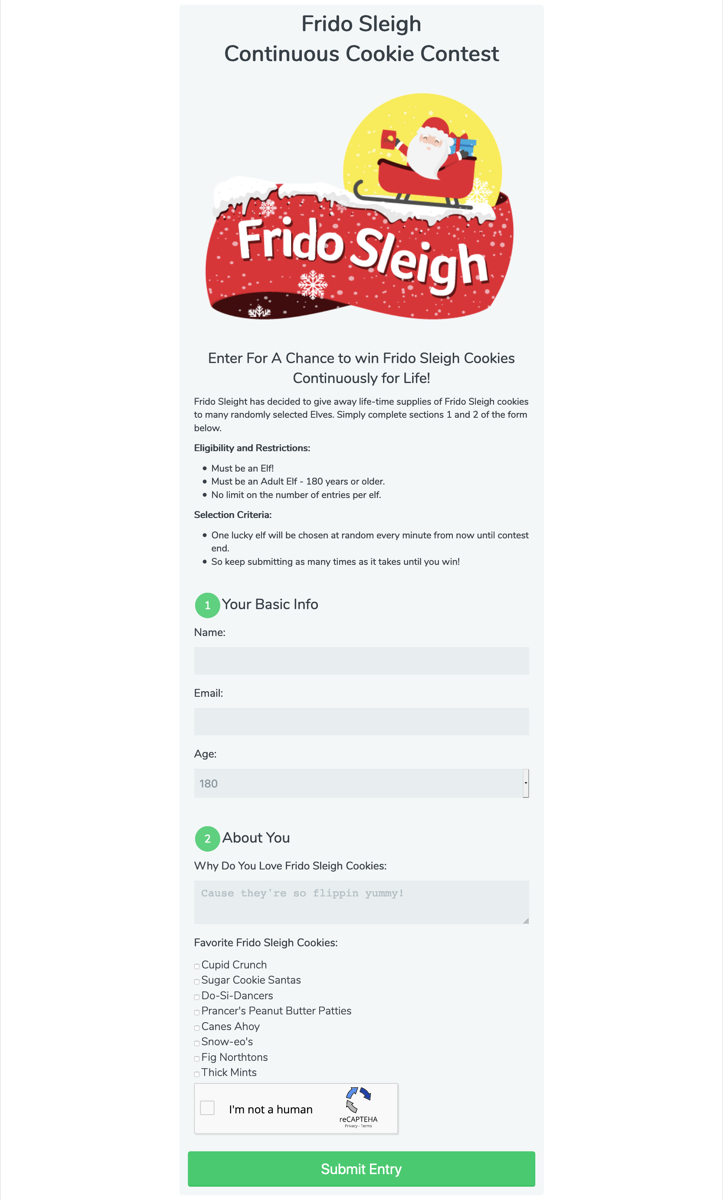 Frido Sleigh
Continuous Cookie Contest
Frido Sleigh
Enter For A Chance to win Frido Sleigh Cookies
Continuously for Life!
Frido Sleight has decided to give away life-time supplies of Frido Sleigh cookies
to many randomly selected Elves. Simply complete sections 1 and 2 of the form
below.
Eligibility and Restrictions:
Must be an Elf!
Must be an Adult Elf - 180 years or older.
No limit on the number of entries per elf.
Selection Criteria:
One lucky elf will be chosen at random every minute from now until contest
end.
So keep submitting as many times as it takes until you win!
1 Your Basic Info
Name:
Email:
Age:
180
2 About You
Why Do You Love Frido Sleigh Cookies:
Cause they're so flippin yummy!
Favorite Frido Sleigh Cookies:
Cupid Crunch
Sugar Cookie Santas
Do-Si-Dancers
Prancer's Peanut Butter Patties
Canes Ahoy
Snow-eo's
Fig Northtons
Thick Mints
I'm not a human
reCAPTEHA
Privacy - Terms
Submit Entry